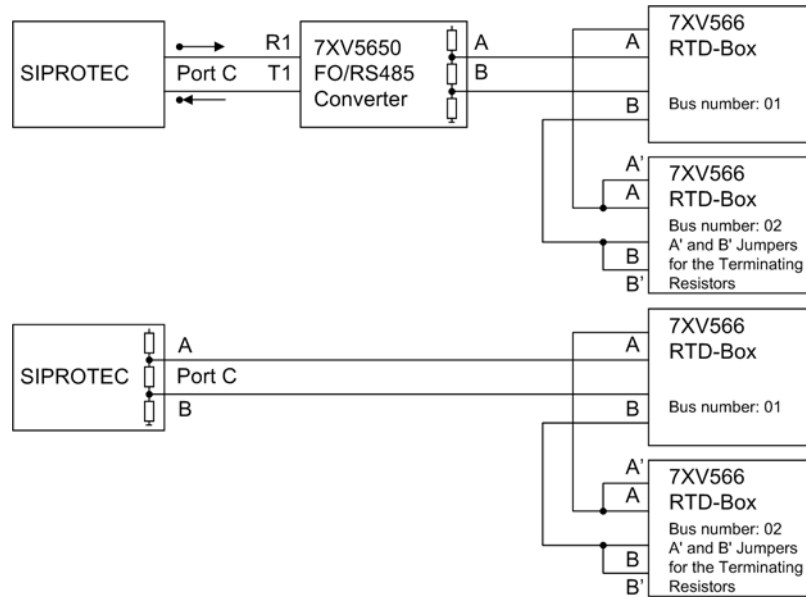 SIPROTEC
Port C
R1
T1
7XV5650
FO/RS485
Converter
A
B
A
B
7XV566
RTD-Box
Bus number: 01
A'
A
B
B'
7XV566
RTD-Box
Bus number: 02
A' and B' Jumpers
for the Terminating
Resistors
SIPROTEC
A
Port C
B
A
B
7XV566
RTD-Box
Bus number: 01
A'
A
B
B'
7XV566
RTD-Box
Bus number: 02
A' and B' Jumpers
for the Terminating
Resistors